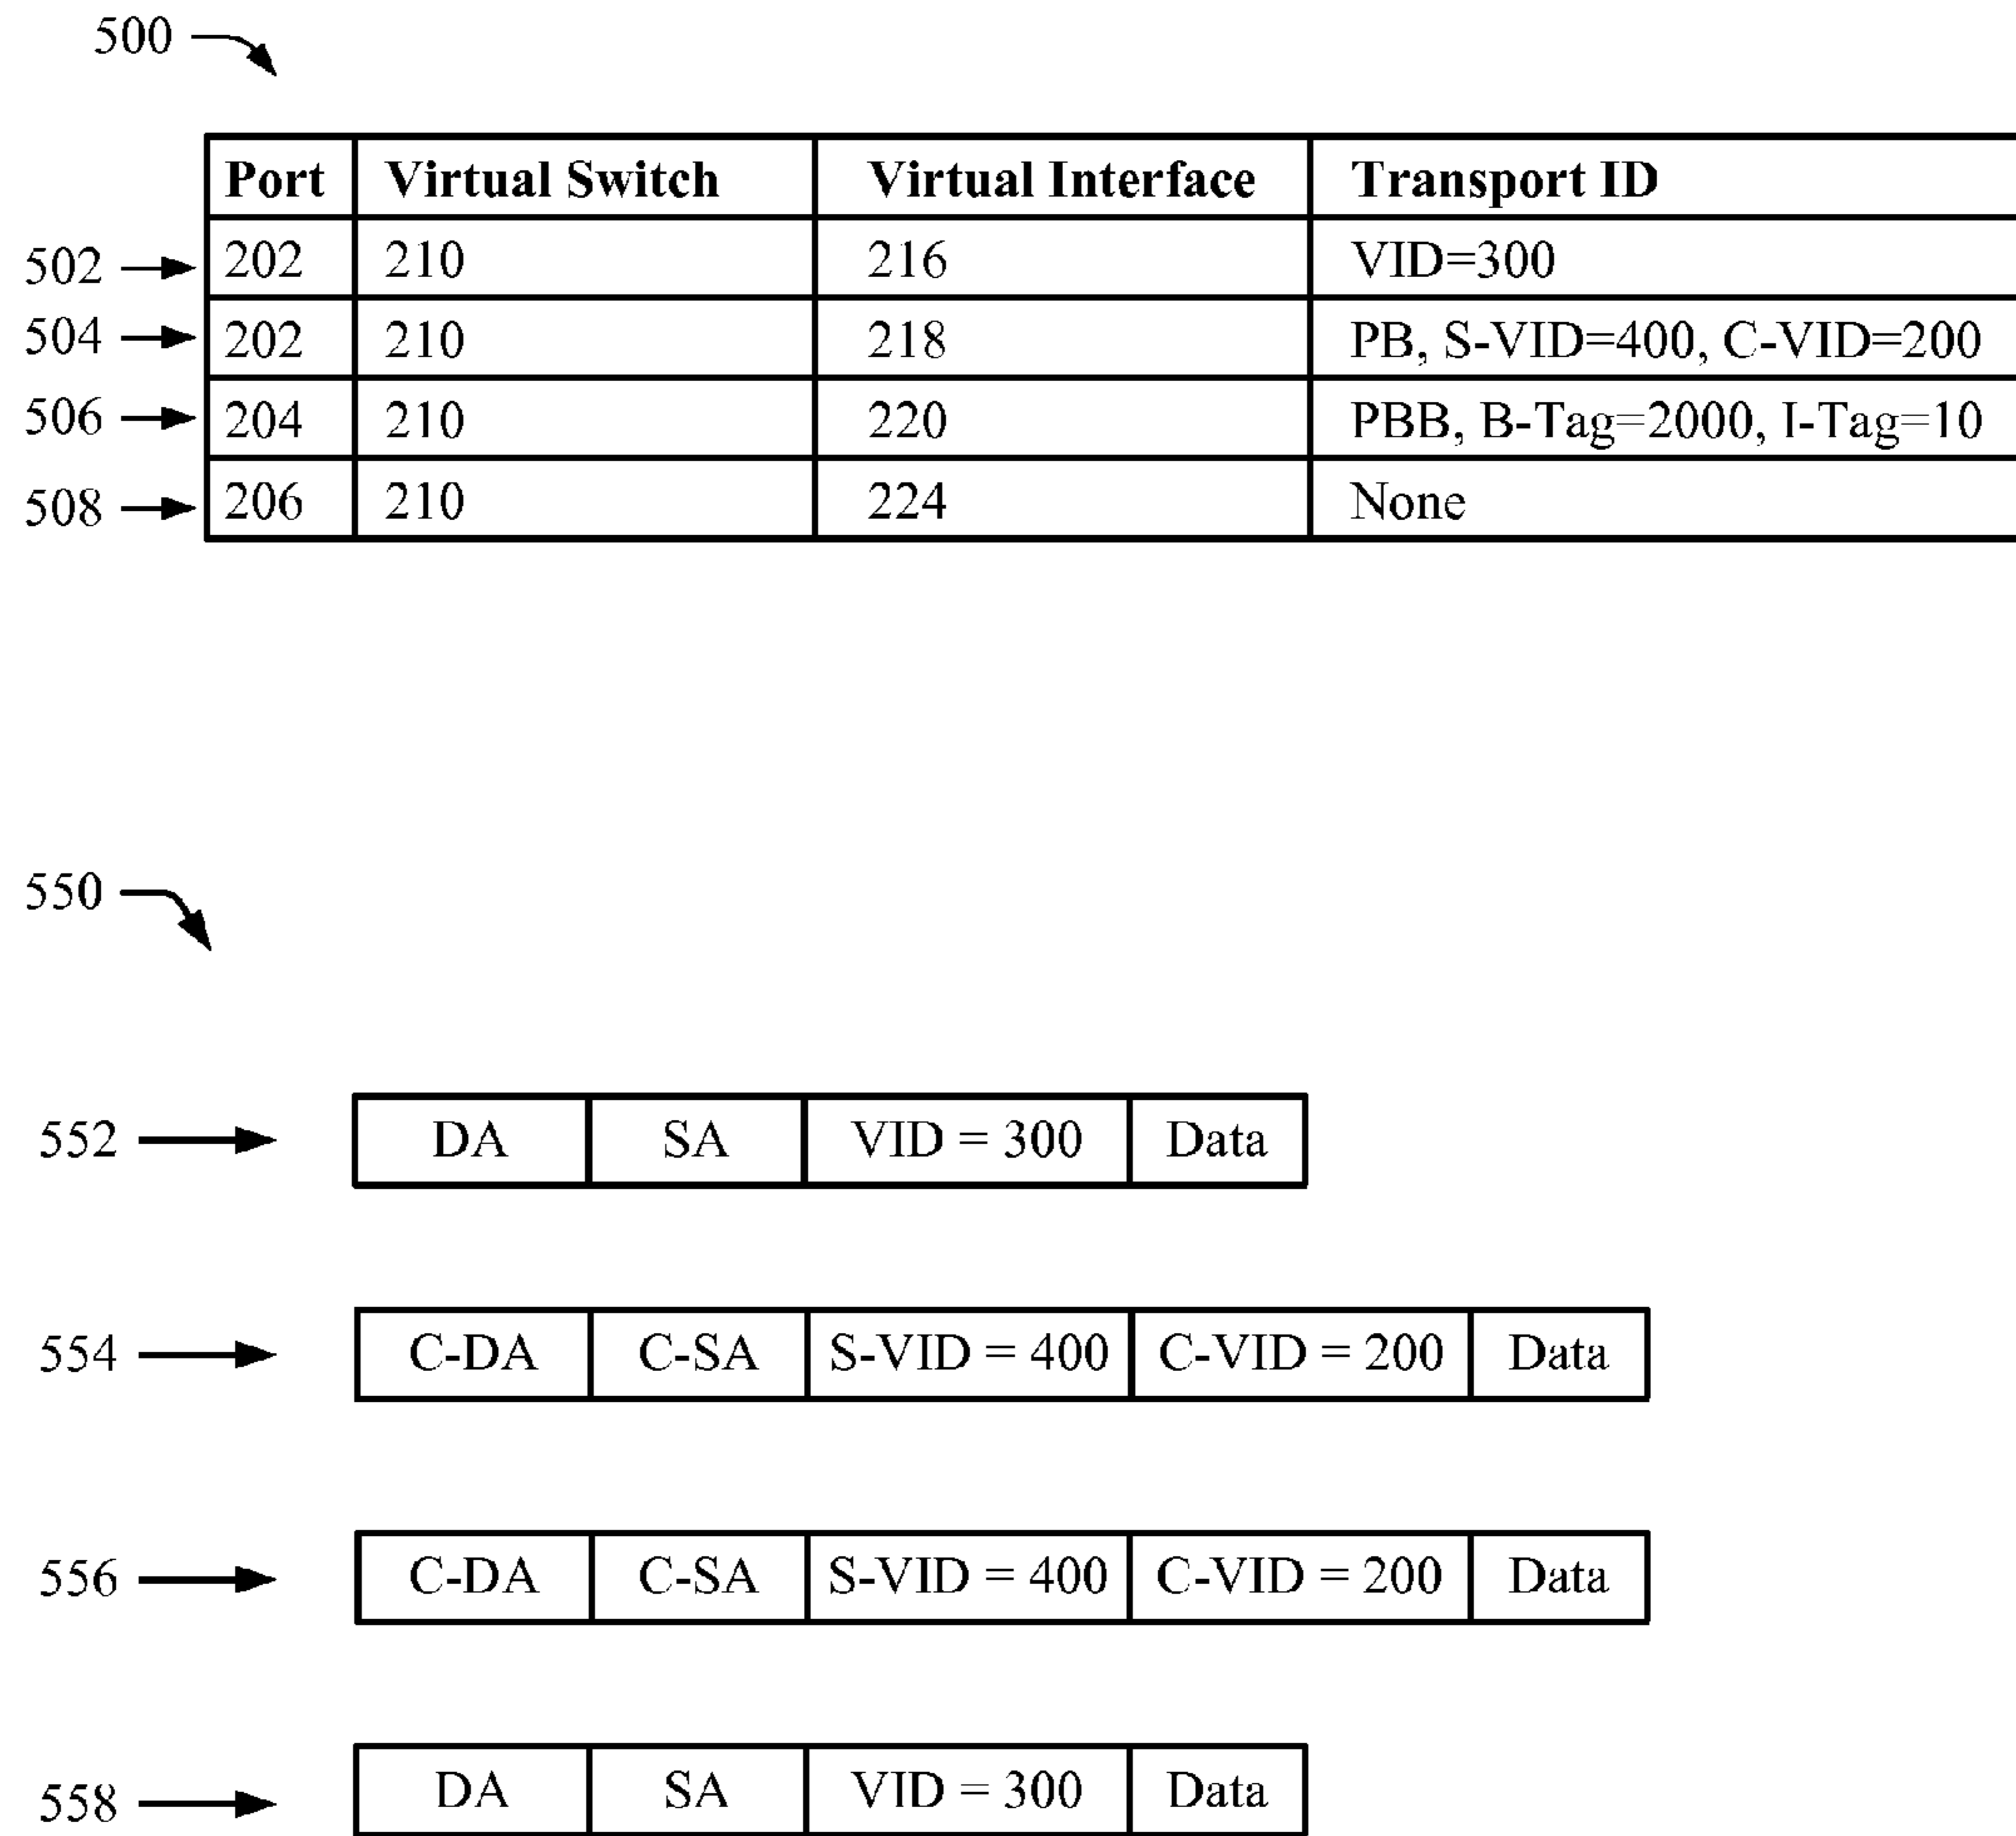 500
Port Virtual Switch Virtual Interface Transport ID
502 202 210 216 VID=300
504 202 210 218 PB, S-VID=400, C-VID=200
506 204 210 220 PBB, B-Tag=2000, I-Tag=10
508 206 210 224 None
550
552 DA SA VID = 300 Data
554 C-DA C-SA S-VID = 400 C-VID = 200 Data
556 C-DA C-SA S-VID = 400 C-VID = 200 Data
558 DA SA VID = 300 Data